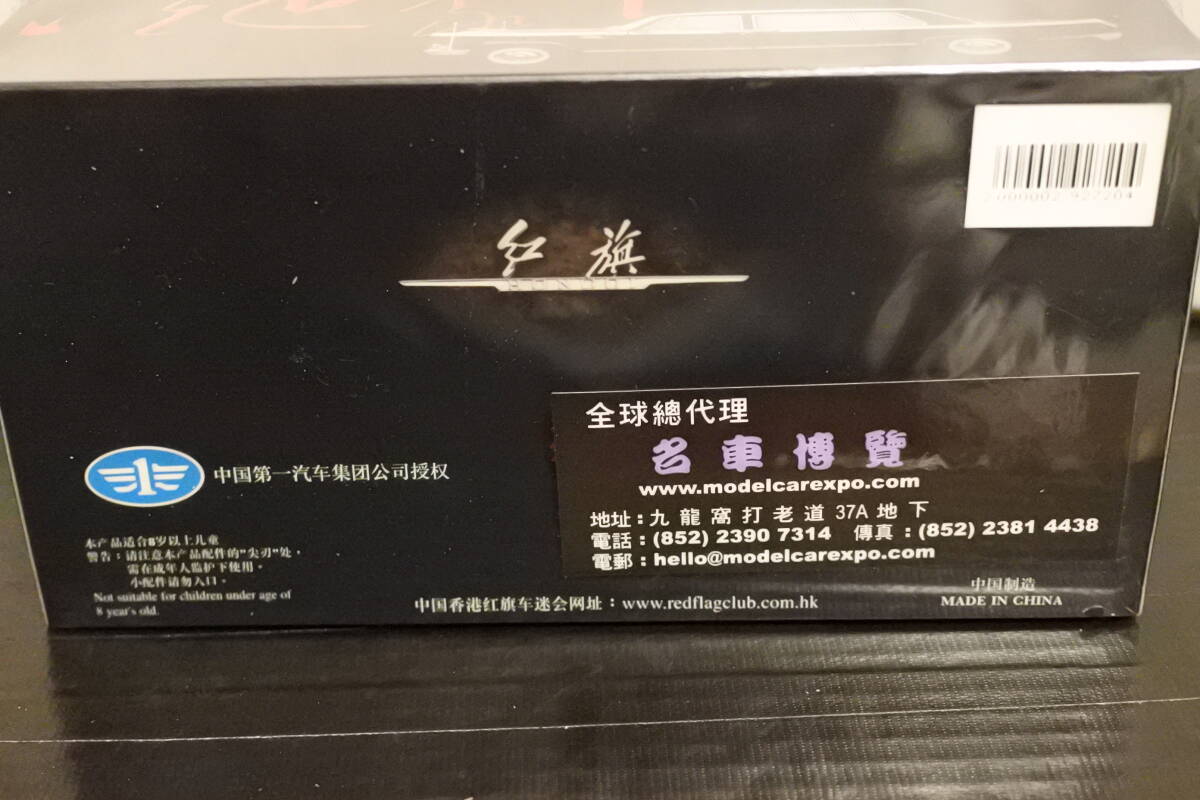 红旗
HONGQI
全球總代理
名車博覽
www.modelcarexpo.com
地址:九龍窩打老道 37A 地下
電話:(852) 2390 7314 傳真:(852) 2381 4438
電郵:hello@modelcarexpo.com
中国第一汽车集团公司授权
本产品适合8岁以上儿童
警告:请注意本产品配件的"尖刃"处,
需在成年人监护下使用。
小配件请勿入口。
Not suitable for children under age of
8 year's old.
中国香港红旗车迷会网址:www.redflagclub.com.hk
中国制造
MADE IN CHINA